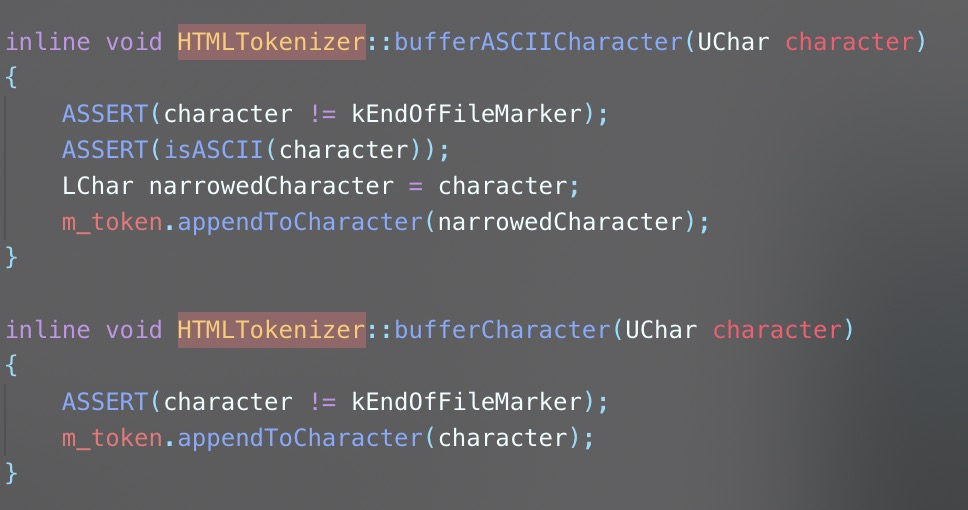 inline void HTMLTokenizer::bufferASCIICharacter(UChar character)
{
    ASSERT(character != kEndOfFileMarker);
    ASSERT(isASCII(character));
    LChar narrowedCharacter = character;
    m_token.appendToCharacter(narrowedCharacter);
}

inline void HTMLTokenizer::bufferCharacter(UChar character)
{
    ASSERT(character != kEndOfFileMarker);
    m_token.appendToCharacter(character);
}